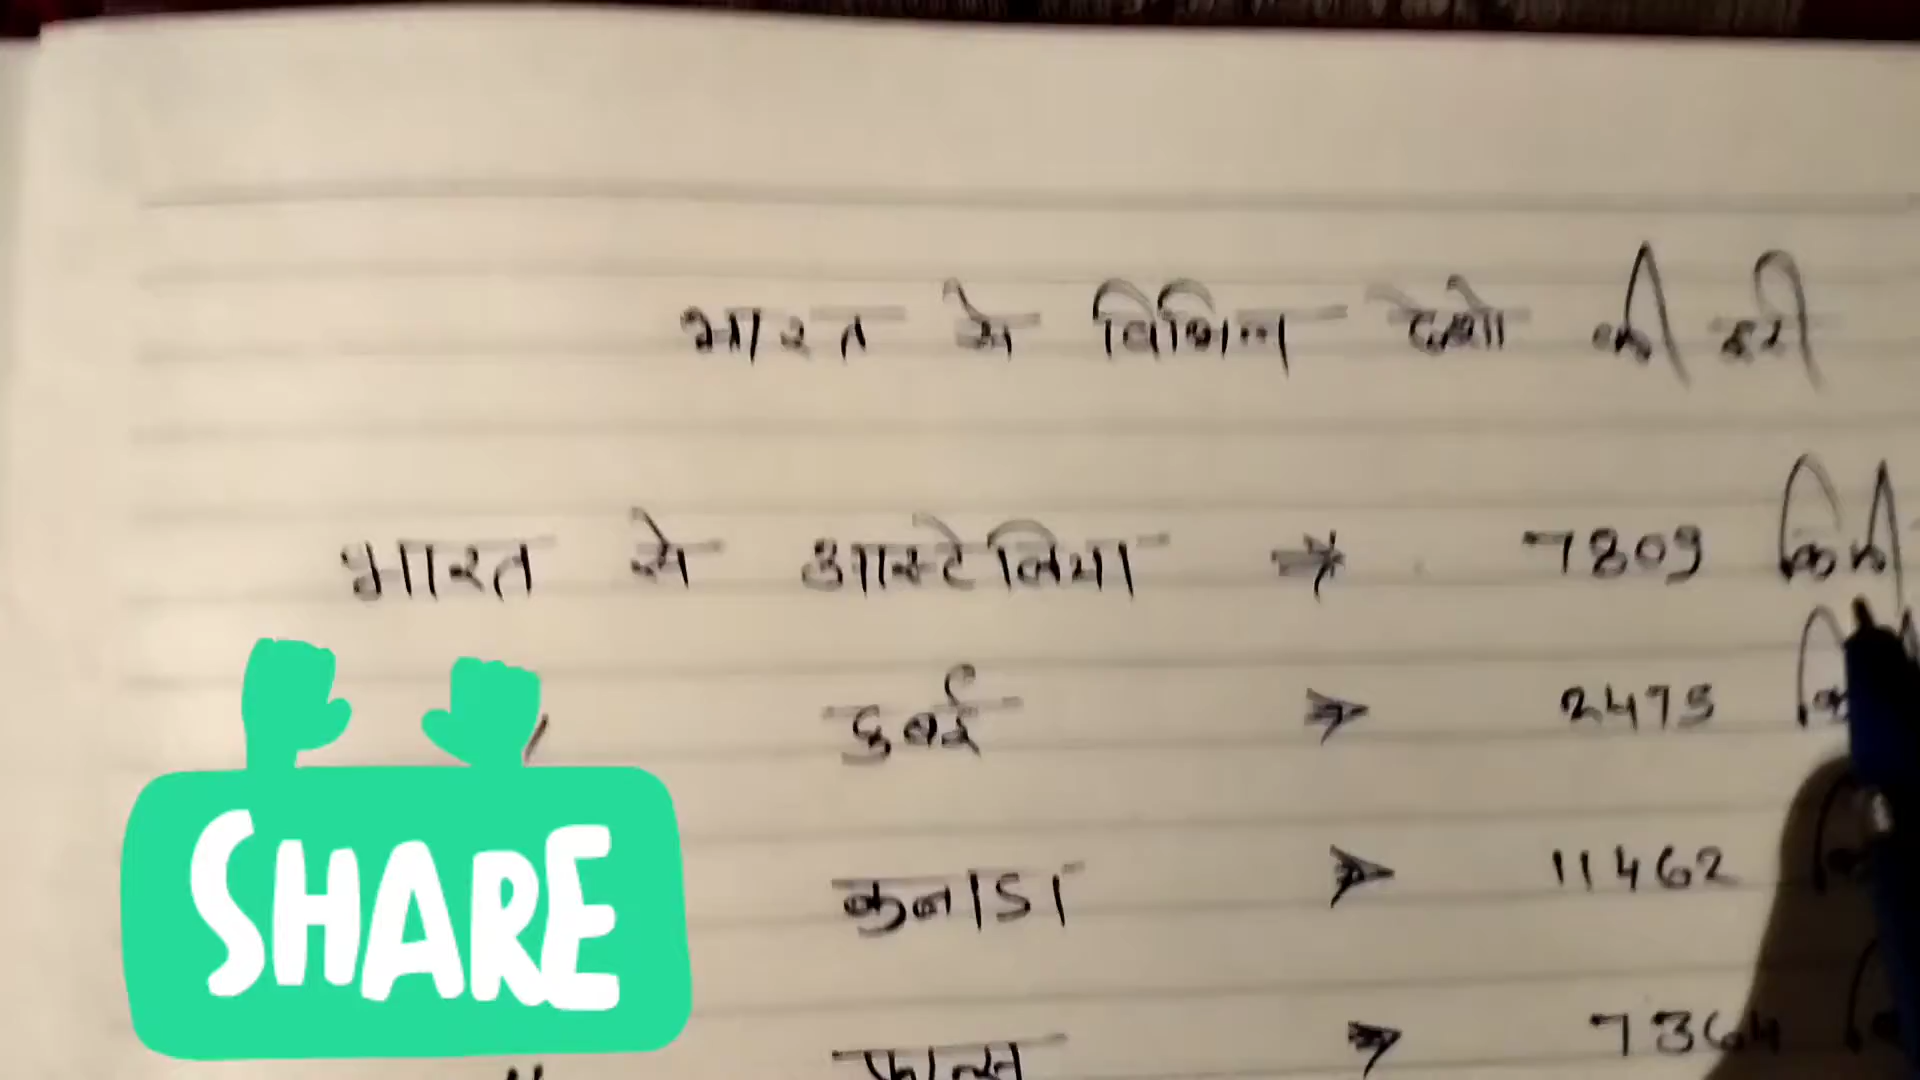 भारत से विभिन्न देशो की दूरी
भारत से आस्टेलिया → 7809 किमी
दुबई → 2475 कि
कनाडा → 11462 कि
फ्रान्स → 7364 कि
SHARE